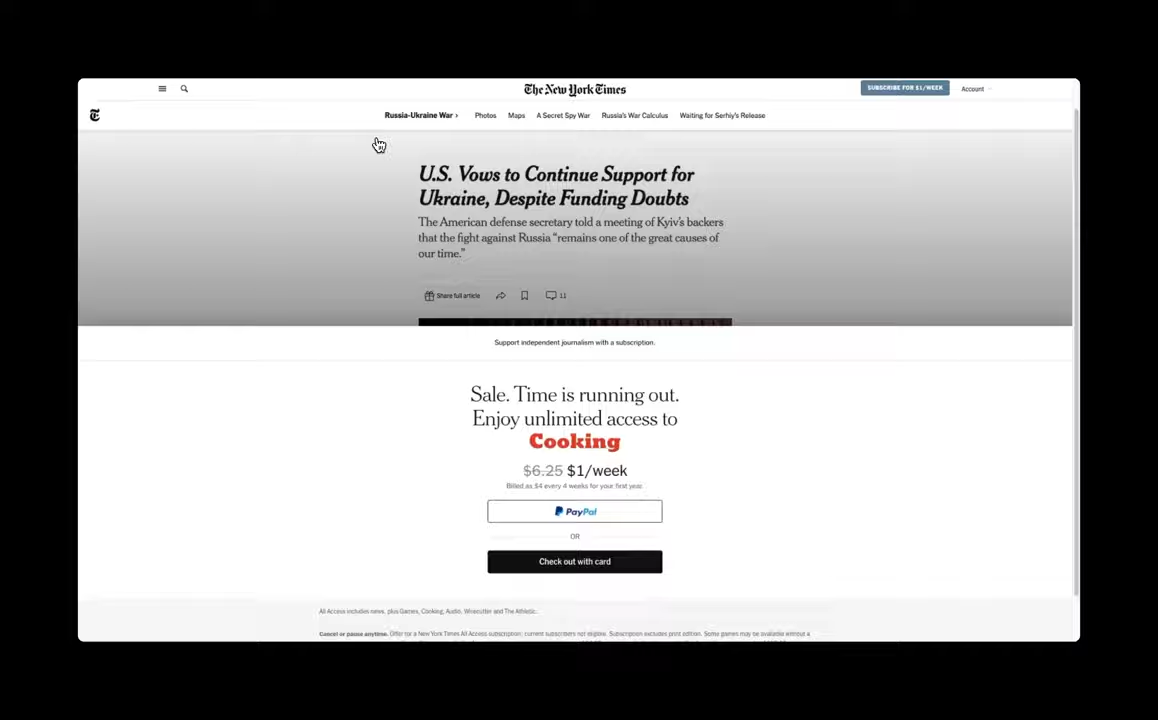 The New York Times
SUBSCRIBE FOR $1/WEEK
Account
Russia-Ukraine War › Photos Maps A Secret Spy War Russia's War Calculus Waiting for Serhiy's Release
U.S. Vows to Continue Support for
Ukraine, Despite Funding Doubts
The American defense secretary told a meeting of Kyiv's backers
that the fight against Russia “remains one of the great causes of
our time.”
Share full article 11
Support independent journalism with a subscription.
Sale. Time is running out.
Enjoy unlimited access to
Cooking
$6.25 $1/week
Billed as $4 every 4 weeks for your first year.
PayPal
OR
Check out with card
All Access includes news, plus Games, Cooking, Audio, Wirecutter and The Athletic.
Cancel or pause anytime. Offer for a New York Times All Access subscription; current subscribers not eligible. Subscription excludes print edition. Some games may be available without a